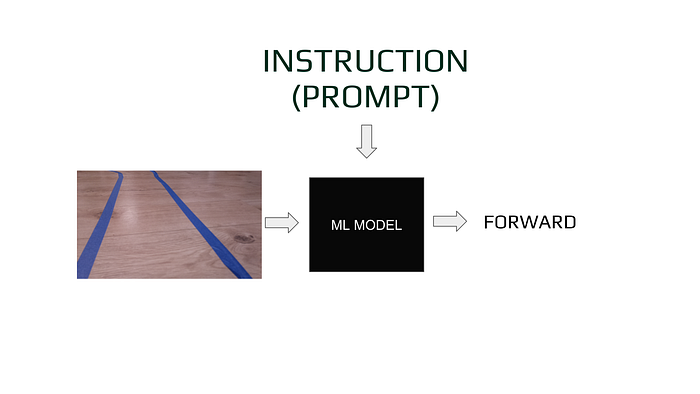 INSTRUCTION
(PROMPT)
ML MODEL
FORWARD